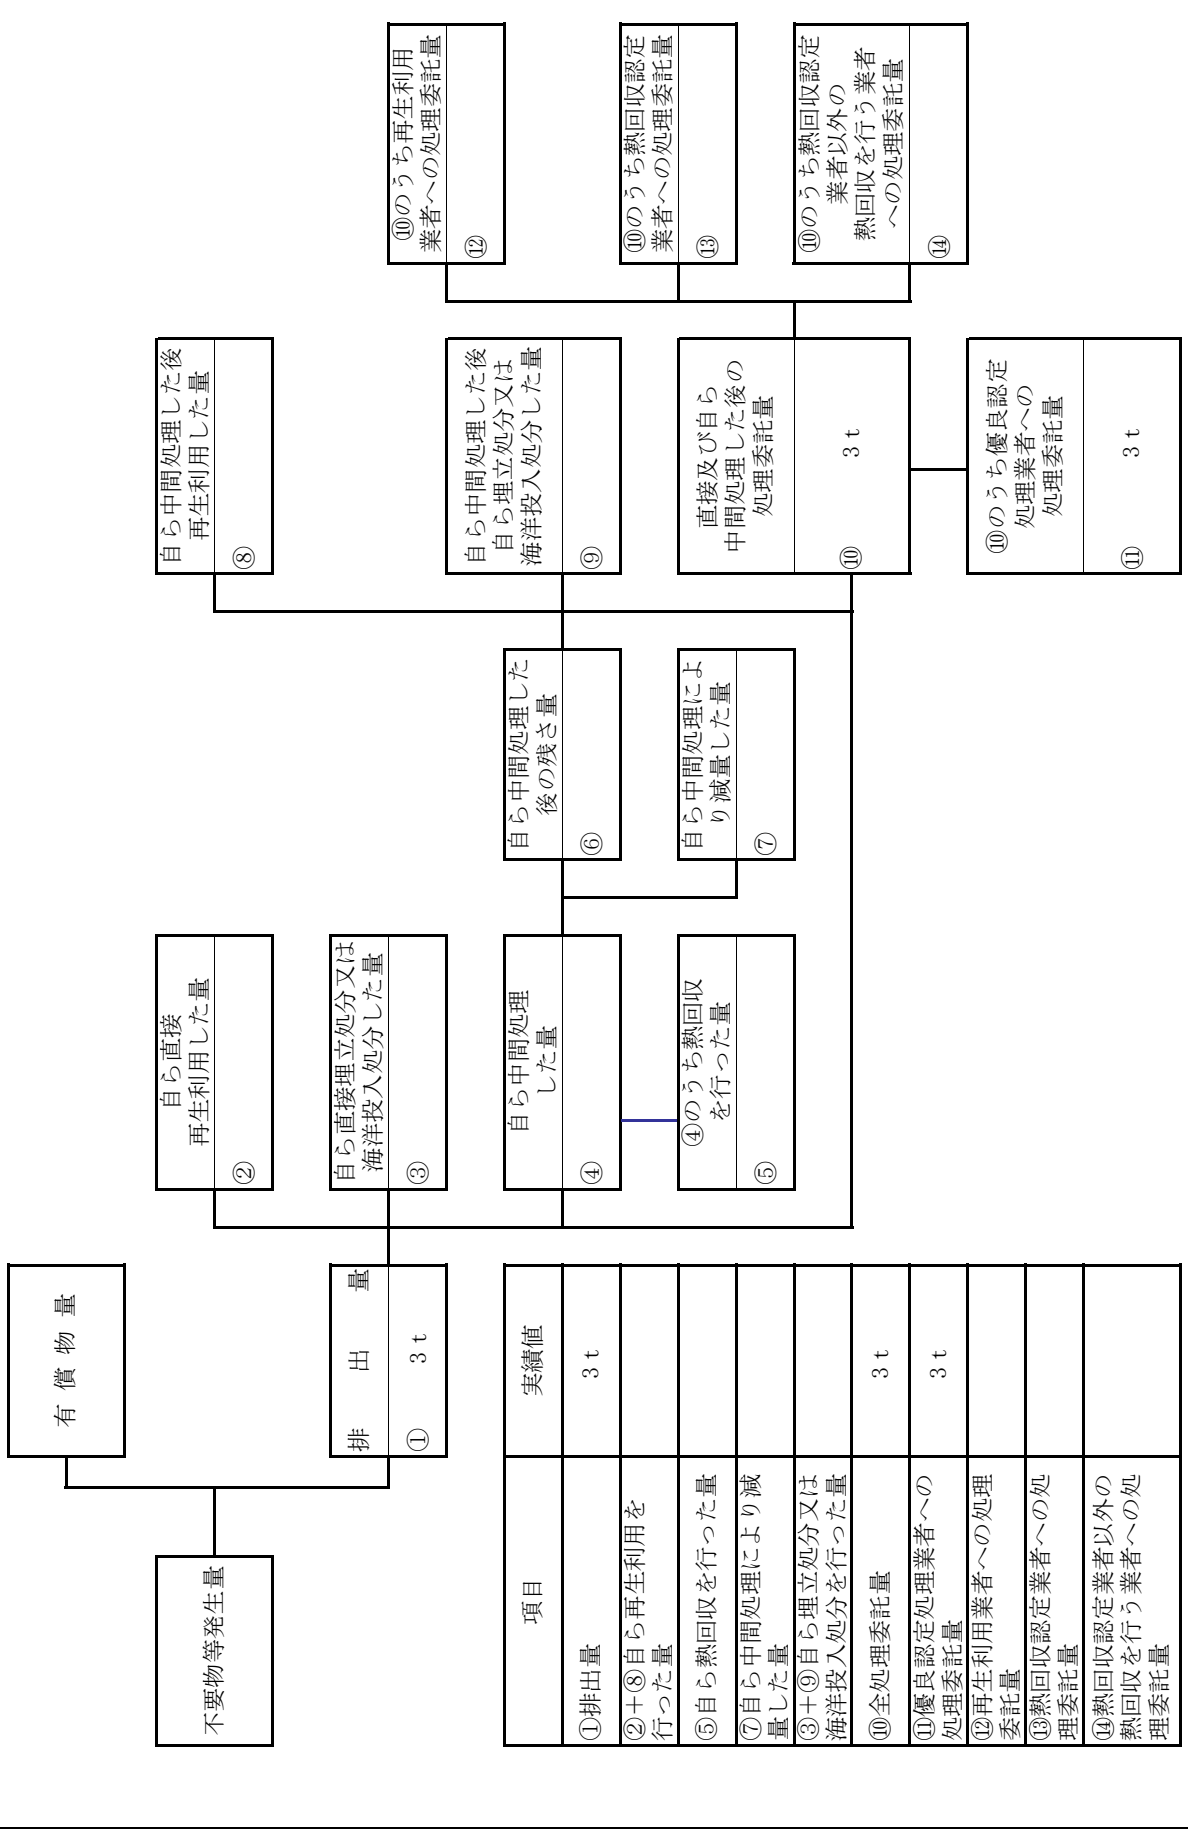 不要物等発生量
有 償 物 量
排　　出　　量
①　　3ｔ
自ら直接
再生利用した量
②
自ら直接埋立処分又は
海洋投入処分した量
③
自ら中間処理
した量
④
④のうち熱回収
を行った量
⑤
自ら中間処理した
後の残さ量
⑥
自ら中間処理によ
り減量した量
⑦
自ら中間処理した後
再生利用した量
⑧
自ら中間処理した後
自ら埋立処分又は
海洋投入処分した量
⑨
直接及び自ら
中間処理した後の
処理委託量
⑩　　3ｔ
⑩のうち優良認定
処理業者への
処理委託量
⑪　　3ｔ
⑩のうち再生利用
業者への処理委託量
⑫
⑩のうち熱回収認定
業者への処理委託量
⑬
⑩のうち熱回収認定
業者以外の
熱回収を行う業者
への処理委託量
⑭
項目　実績値
①排出量　3ｔ
②＋⑧自ら再生利用を
行った量
⑤自ら熱回収を行った量
⑦自ら中間処理により減
量した量
③＋⑨自ら埋立処分又は
海洋投入処分を行った量
⑩全処理委託量　3ｔ
⑪優良認定処理業者への
処理委託量　3ｔ
⑫再生利用業者への処理
委託量
⑬熱回収認定業者への処
理委託量
⑭熱回収認定業者以外の
熱回収を行う業者への処
理委託量